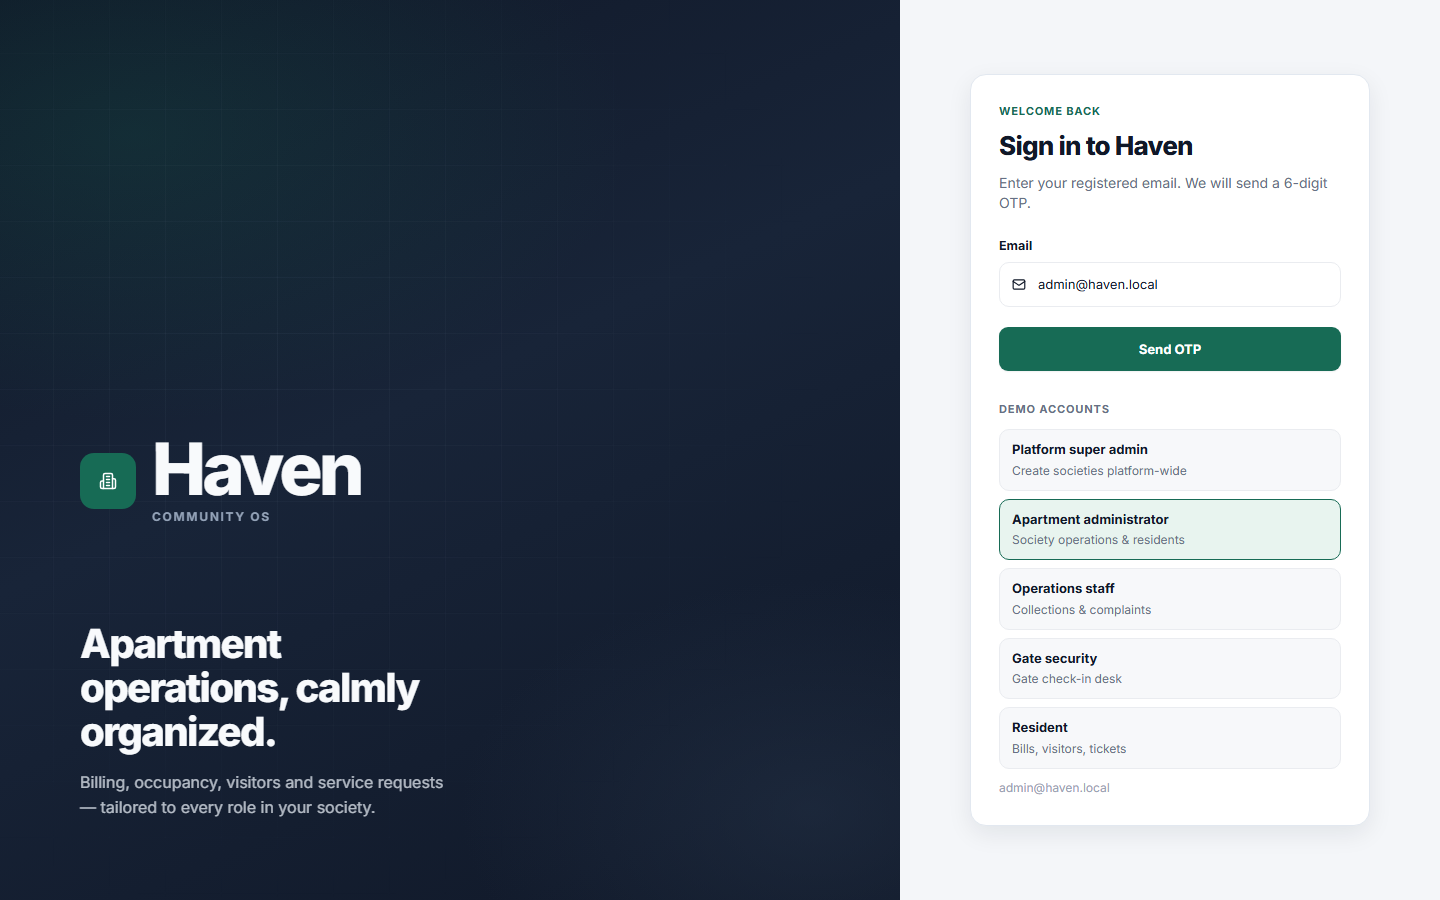 Haven
COMMUNITY OS
Apartment
operations, calmly
organized.
Billing, occupancy, visitors and service requests
— tailored to every role in your society.
WELCOME BACK
Sign in to Haven
Enter your registered email. We will send a 6-digit
OTP.
Email
admin@haven.local
Send OTP
DEMO ACCOUNTS
Platform super admin
Create societies platform-wide
Apartment administrator
Society operations & residents
Operations staff
Collections & complaints
Gate security
Gate check-in desk
Resident
Bills, visitors, tickets
admin@haven.local